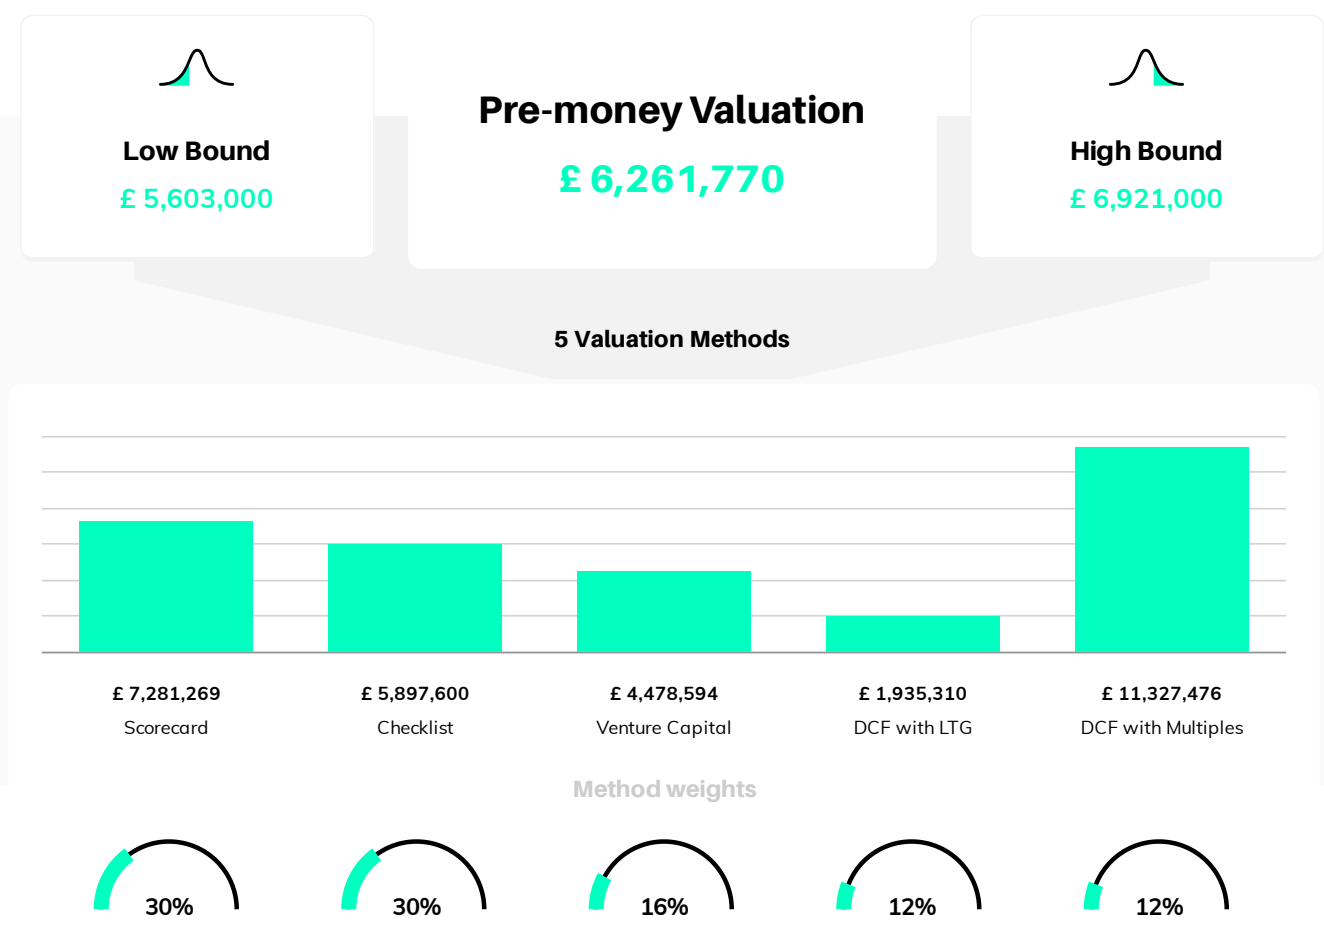 Low Bound
£ 5,603,000
Pre-money Valuation
£ 6,261,770
High Bound
£ 6,921,000
5 Valuation Methods
£ 7,281,269
Scorecard
£ 5,897,600
Checklist
£ 4,478,594
Venture Capital
£ 1,935,310
DCF with LTG
£ 11,327,476
DCF with Multiples
Method weights
30%
30%
16%
12%
12%